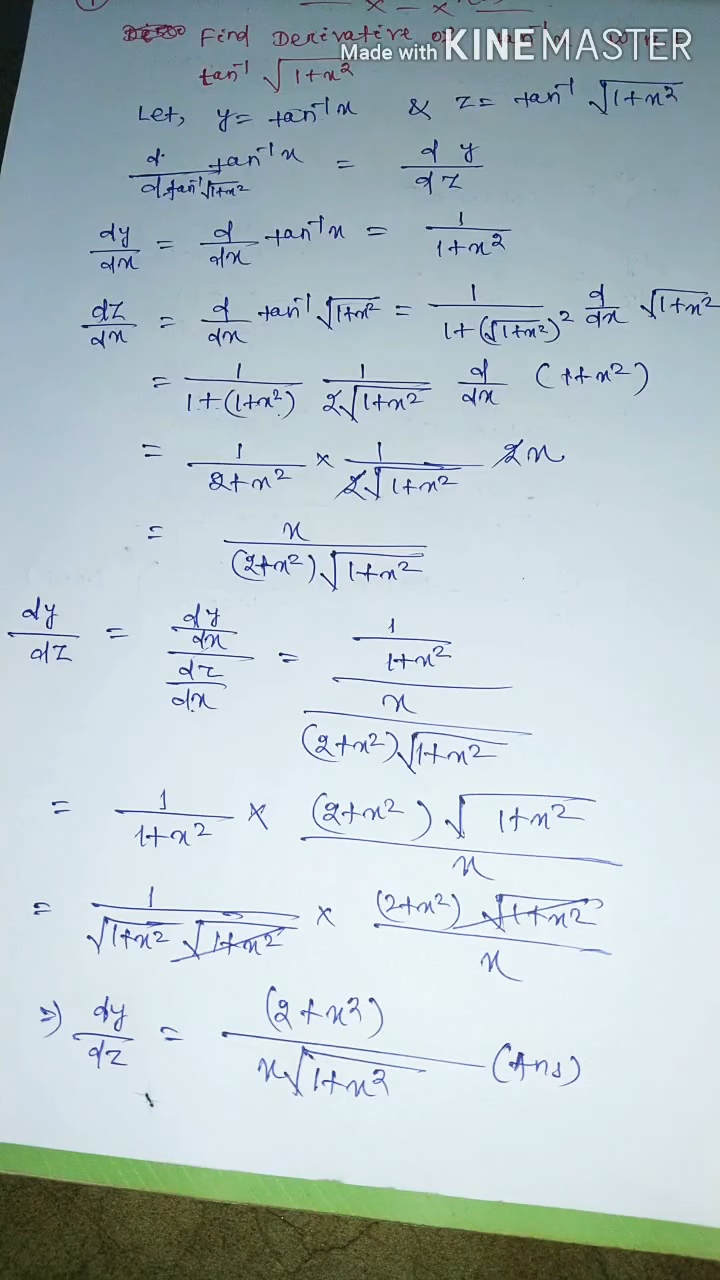 — x — x —
Find Derivative of tan⁻¹x w.r.
Made with KINEMASTER
tan⁻¹ √(1+x²)
Let, y = tan⁻¹x & z = tan⁻¹ √(1+x²)
d/(d tan⁻¹√(1+x²)) tan⁻¹x = dy/dz
dy/dx = d/dx tan⁻¹x = 1/(1+x²)
dz/dx = d/dx tan⁻¹ √(1+x²) = 1/(1+(√(1+x²))²) d/dx √(1+x²)
= 1/(1+(1+x²)) 1/(2√(1+x²)) d/dx (1+x²)
= 1/(2+x²) × 1/(2√(1+x²)) 2x
= x/((2+x²)√(1+x²))
dy/dz = (dy/dx)/(dz/dx) = (1/(1+x²))/(x/((2+x²)√(1+x²)))
= 1/(1+x²) × ((2+x²)√(1+x²))/x
= 1/(√(1+x²) √(1+x²)) × ((2+x²)√(1+x²))/x
⇒ dy/dz = (2+x²)/(x√(1+x²)) (Ans)